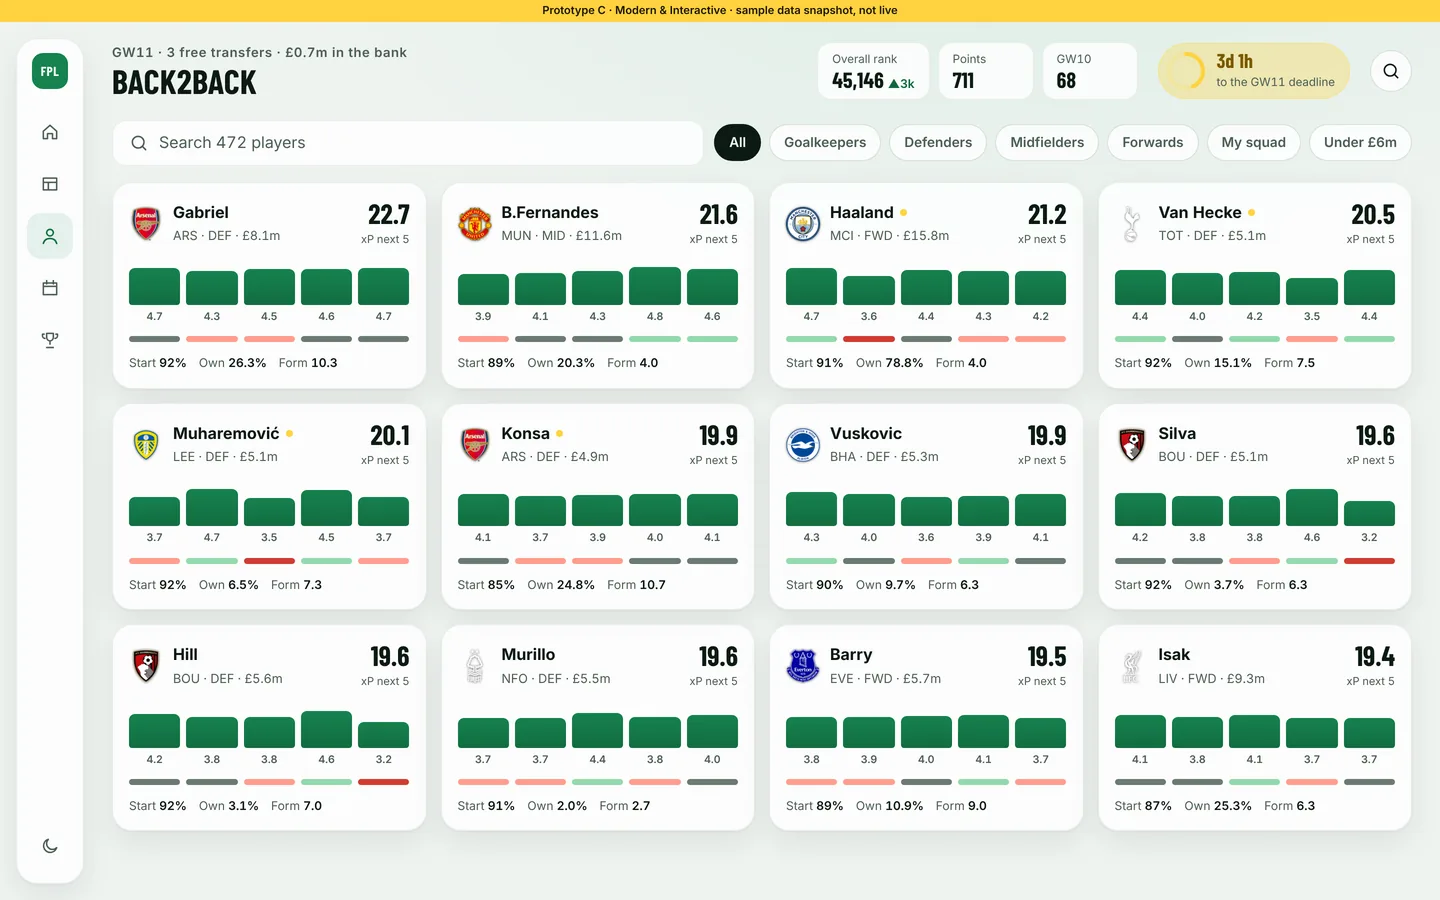 Prototype C · Modern & Interactive · sample data snapshot, not live
FPL
GW11 · 3 free transfers · £0.7m in the bank
BACK2BACK
Overall rank
45,146 ▲3k
Points
711
GW10
68
3d 1h
to the GW11 deadline
Search 472 players
All
Goalkeepers
Defenders
Midfielders
Forwards
My squad
Under £6m
Gabriel
ARS · DEF · £8.1m
22.7
xP next 5
4.7 4.3 4.5 4.6 4.7
Start 92% Own 26.3% Form 10.3
B.Fernandes
MUN · MID · £11.6m
21.6
xP next 5
3.9 4.1 4.3 4.8 4.6
Start 89% Own 20.3% Form 4.0
Haaland
MCI · FWD · £15.8m
21.2
xP next 5
4.7 3.6 4.4 4.3 4.2
Start 91% Own 78.8% Form 4.0
Van Hecke
TOT · DEF · £5.1m
20.5
xP next 5
4.4 4.0 4.2 3.5 4.4
Start 92% Own 15.1% Form 7.5
Muharemović
LEE · DEF · £5.1m
20.1
xP next 5
3.7 4.7 3.5 4.5 3.7
Start 92% Own 6.5% Form 7.3
Konsa
ARS · DEF · £4.9m
19.9
xP next 5
4.1 3.7 3.9 4.0 4.1
Start 85% Own 24.8% Form 10.7
Vuskovic
BHA · DEF · £5.3m
19.9
xP next 5
4.3 4.0 3.6 3.9 4.1
Start 90% Own 9.7% Form 6.3
Silva
BOU · DEF · £5.1m
19.6
xP next 5
4.2 3.8 3.8 4.6 3.2
Start 92% Own 3.7% Form 6.3
Hill
BOU · DEF · £5.6m
19.6
xP next 5
4.2 3.8 3.8 4.6 3.2
Start 92% Own 3.1% Form 7.0
Murillo
NFO · DEF · £5.5m
19.6
xP next 5
3.7 3.7 4.4 3.8 4.0
Start 91% Own 2.0% Form 2.7
Barry
EVE · FWD · £5.7m
19.5
xP next 5
3.8 3.9 4.0 4.1 3.7
Start 89% Own 10.9% Form 9.0
Isak
LIV · FWD · £9.3m
19.4
xP next 5
4.1 3.8 4.1 3.7 3.7
Start 87% Own 25.3% Form 6.3